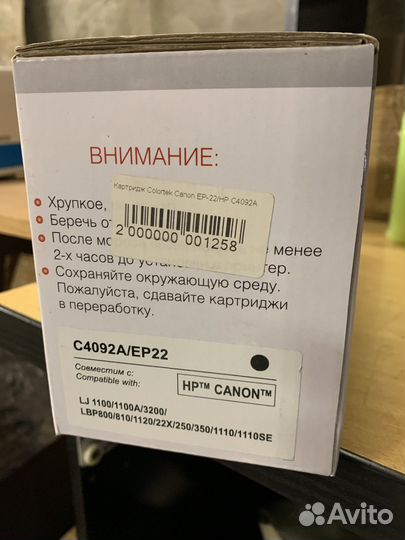 ВНИМАНИЕ:
Картридж Colortek Canon EP-22/HP C4092A
2 000000 001258
• Хрупкое,
• Беречь от
• После мо не менее
2-х часов до
• Сохраняйте окружающую среду.
Пожалуйста, сдавайте картриджи
в переработку.
C4092A/EP22
Совместим с:
Compatible with:
HP™ CANON™
LJ 1100/1100A/3200/
LBP800/810/1120/22X/250/350/1110/1110SE
Avito